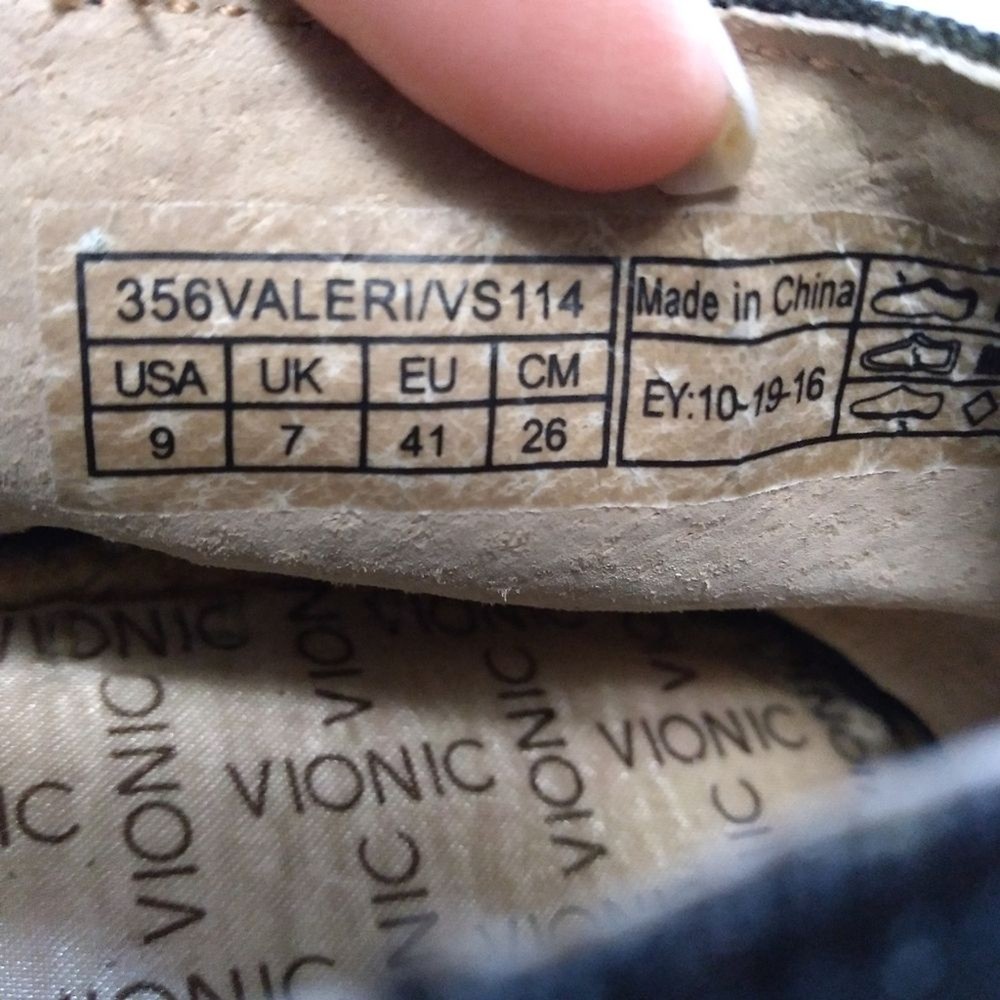 356VALERI/VS114
USA UK EU CM
9 7 41 26
Made in China
EY:10-19-16
VIONIC
VIONIC
VIONIC
VIONIC
VIONIC
VIONIC